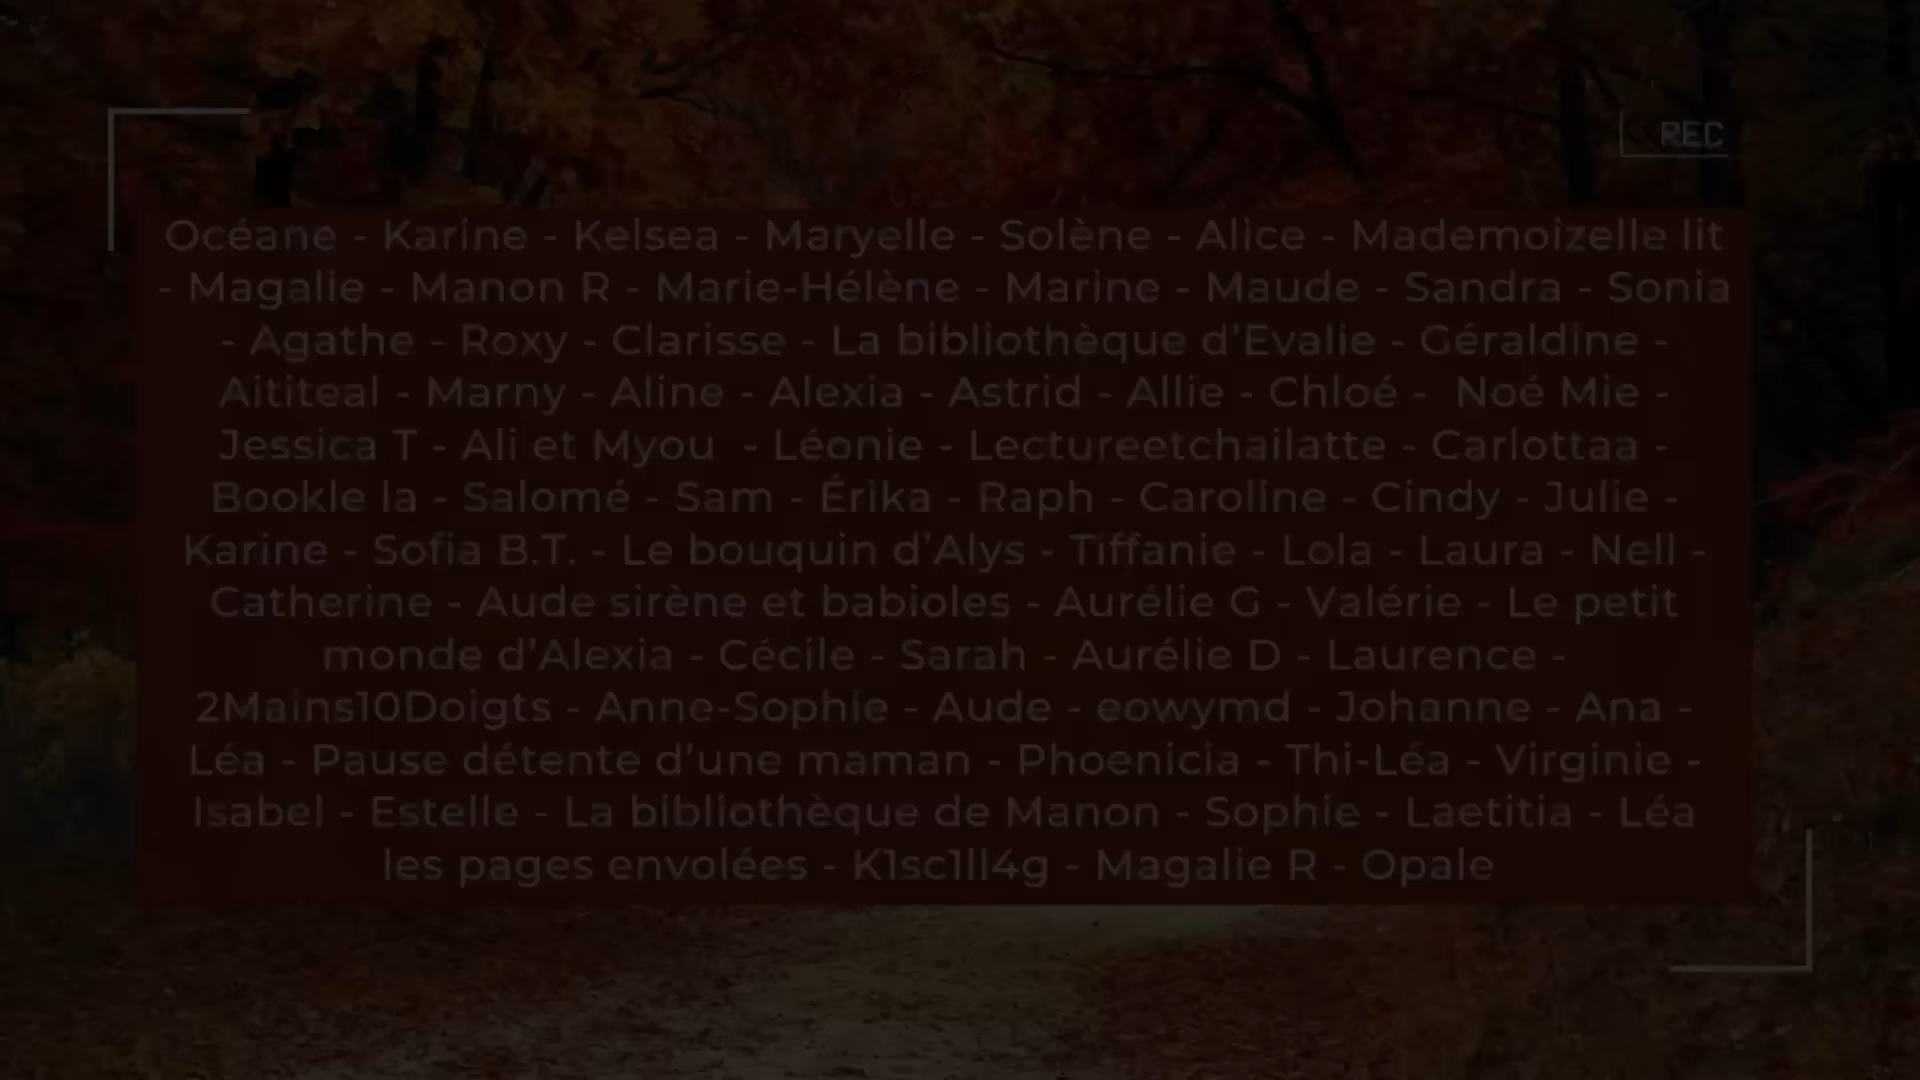 REC
Océane - Karine - Kelsea - Maryelle - Solène - Alice - Mademoizelle lit
- Magalie - Manon R - Marie-Hélène - Marine - Maude - Sandra - Sonia
- Agathe - Roxy - Clarisse - La bibliothèque d’Evalie - Géraldine -
Aititeal - Marny - Aline - Alexia - Astrid - Allie - Chloé - Noé Mie -
Jessica T - Ali et Myou - Léonie - Lectureetchailatte - Carlottaa -
Bookle la - Salomé - Sam - Érika - Raph - Caroline - Cindy - Julie -
Karine - Sofia B.T. - Le bouquin d’Alys - Tiffanie - Lola - Laura - Nell -
Catherine - Aude sirène et babioles - Aurélie G - Valérie - Le petit
monde d’Alexia - Cécile - Sarah - Aurélie D - Laurence -
2Mains10Doigts - Anne-Sophie - Aude - eowymd - Johanne - Ana -
Léa - Pause détente d’une maman - Phoenicia - Thi-Léa - Virginie -
Isabel - Estelle - La bibliothèque de Manon - Sophie - Laetitia - Léa
les pages envolées - K1sc1ll4g - Magalie R - Opale